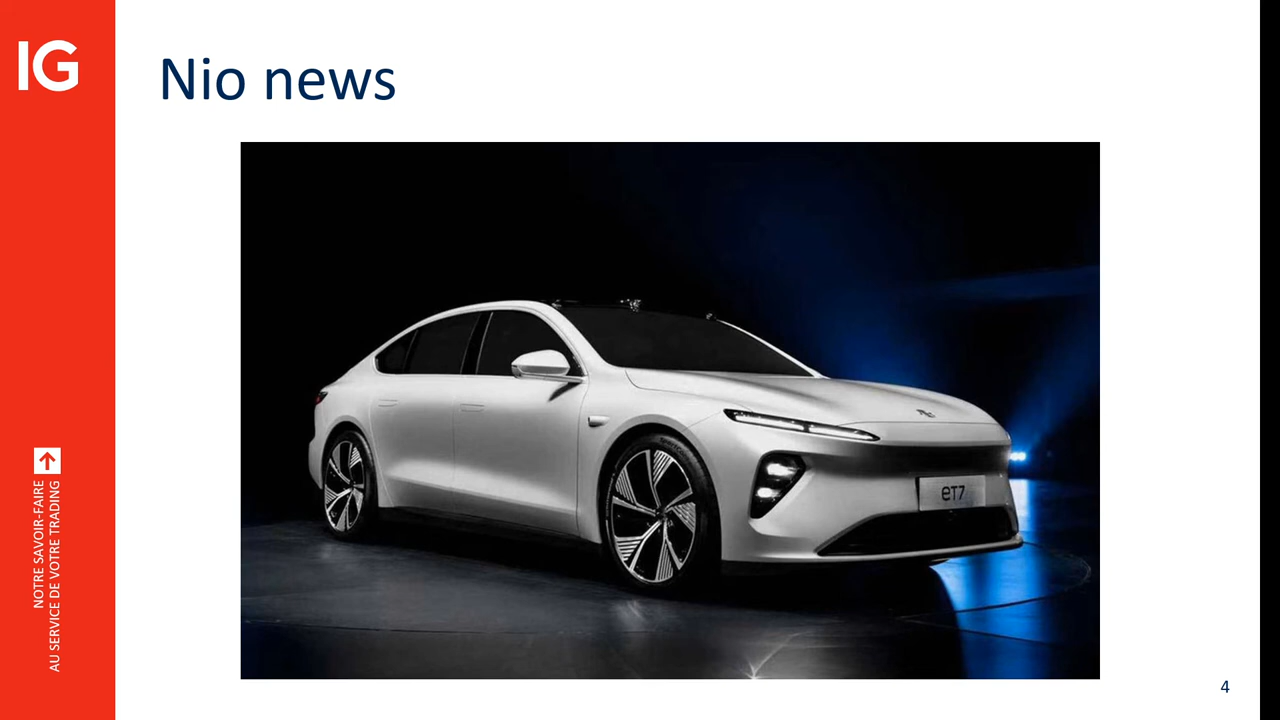 IG
Nio news
eT7
NOTRE SAVOIR-FAIRE
AU SERVICE DE VOTRE TRADING
4